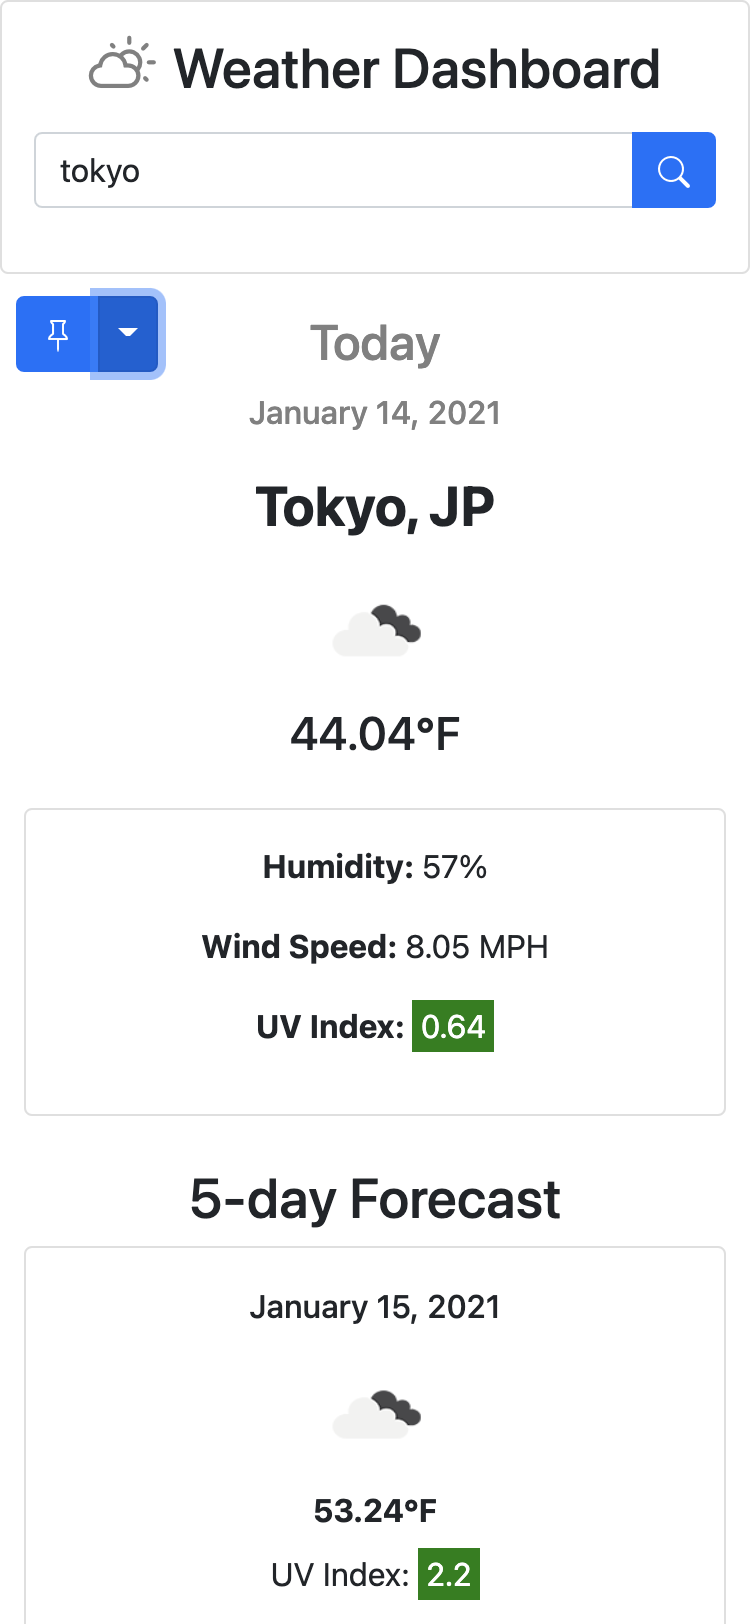 Weather Dashboard
tokyo
Today
January 14, 2021
Tokyo, JP
44.04°F
Humidity: 57%
Wind Speed: 8.05 MPH
UV Index: 0.64
5-day Forecast
January 15, 2021
53.24°F
UV Index: 2.2